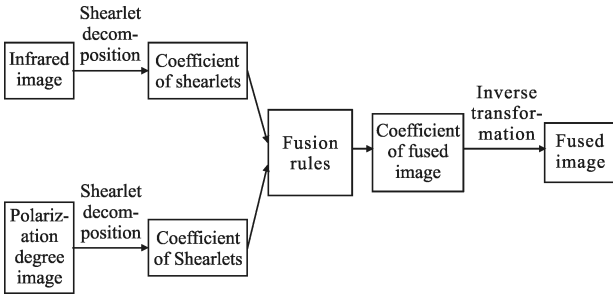 Infrared
image
Shearlet
decom-
position
Coefficient
of shearlets
Polariz-
ation
degree
image
Shearlet
decom-
position
Coefficient
of Shearlets
Fusion
rules
Coefficient
of fused
image
Inverse
transfor-
mation
Fused
image